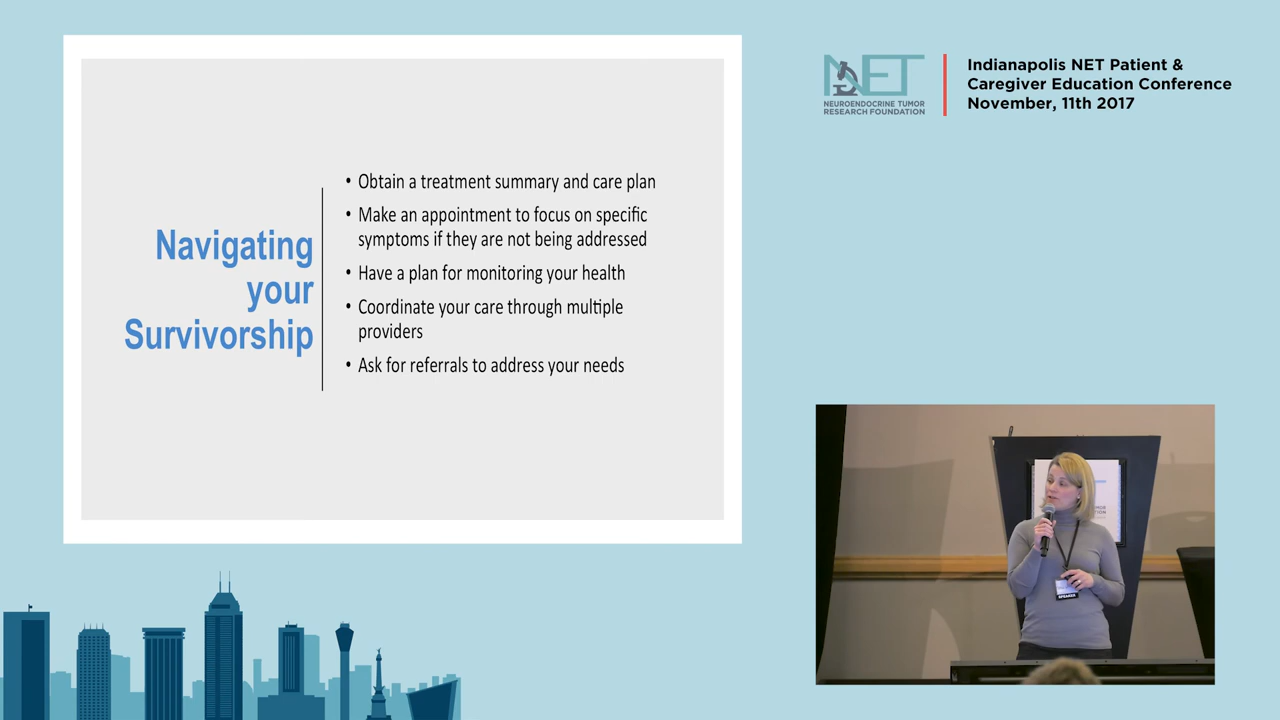 Navigating
your
Survivorship
• Obtain a treatment summary and care plan
• Make an appointment to focus on specific
symptoms if they are not being addressed
• Have a plan for monitoring your health
• Coordinate your care through multiple
providers
• Ask for referrals to address your needs
NET
NEUROENDOCRINE TUMOR
RESEARCH FOUNDATION
Indianapolis NET Patient &
Caregiver Education Conference
November, 11th 2017
SPEAKER